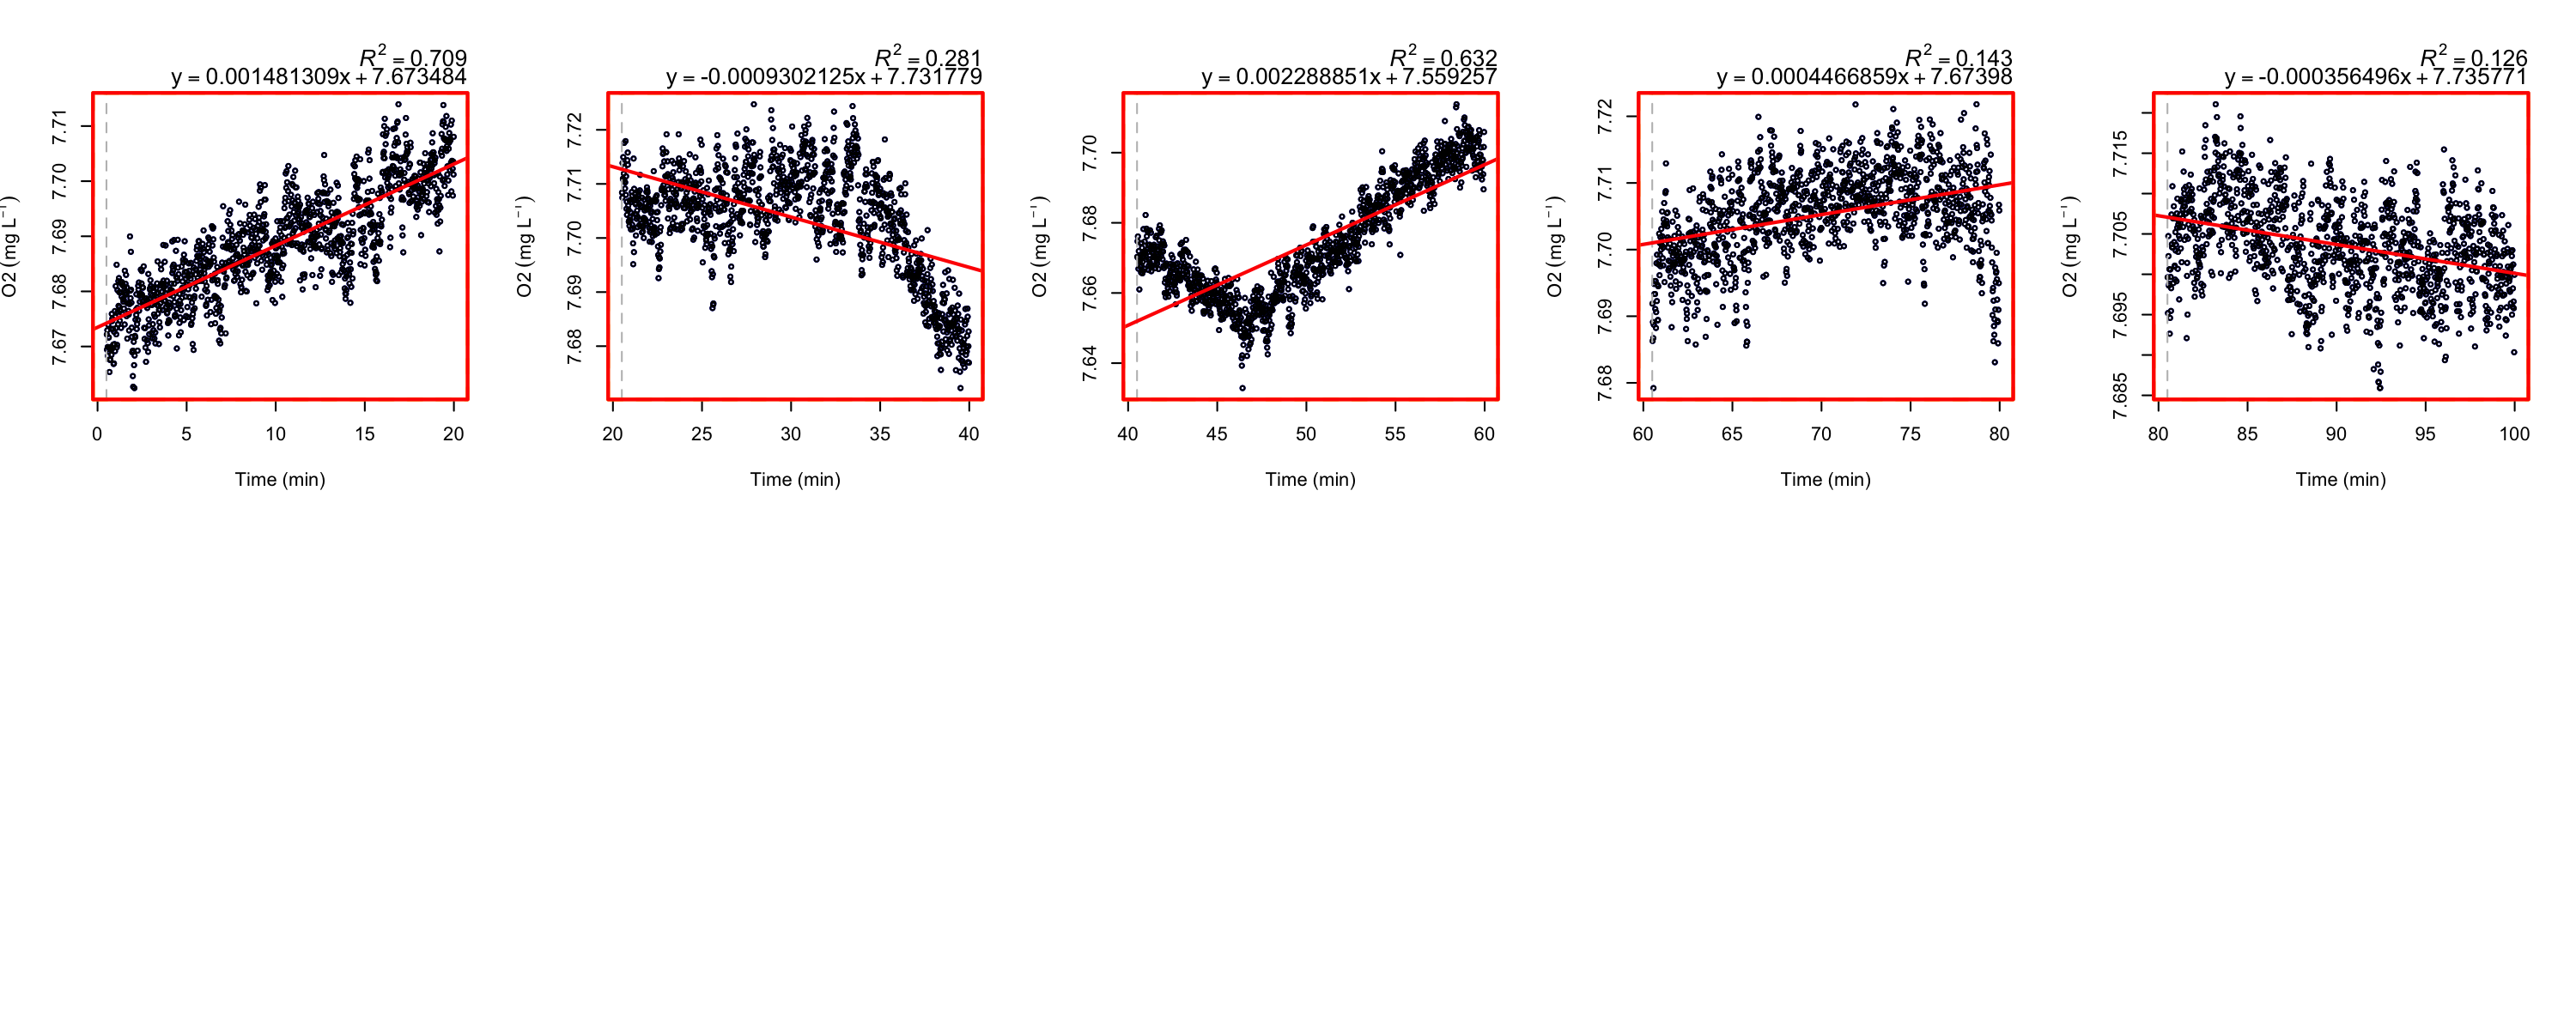 R² = 0.709
y = 0.001481309x + 7.673484
O2 (mg L⁻¹)
7.71
7.70
7.69
7.68
7.67
0 5 10 15 20
Time (min)
R² = 0.281
y = -0.0009302125x + 7.731779
O2 (mg L⁻¹)
7.72
7.71
7.70
7.69
7.68
20 25 30 35 40
Time (min)
R² = 0.632
y = 0.002288851x + 7.559257
O2 (mg L⁻¹)
7.70
7.68
7.66
7.64
40 45 50 55 60
Time (min)
R² = 0.143
y = 0.0004466859x + 7.67398
O2 (mg L⁻¹)
7.72
7.71
7.70
7.69
7.68
60 65 70 75 80
Time (min)
R² = 0.126
y = -0.000356496x + 7.735771
O2 (mg L⁻¹)
7.715
7.705
7.695
7.685
80 85 90 95 100
Time (min)